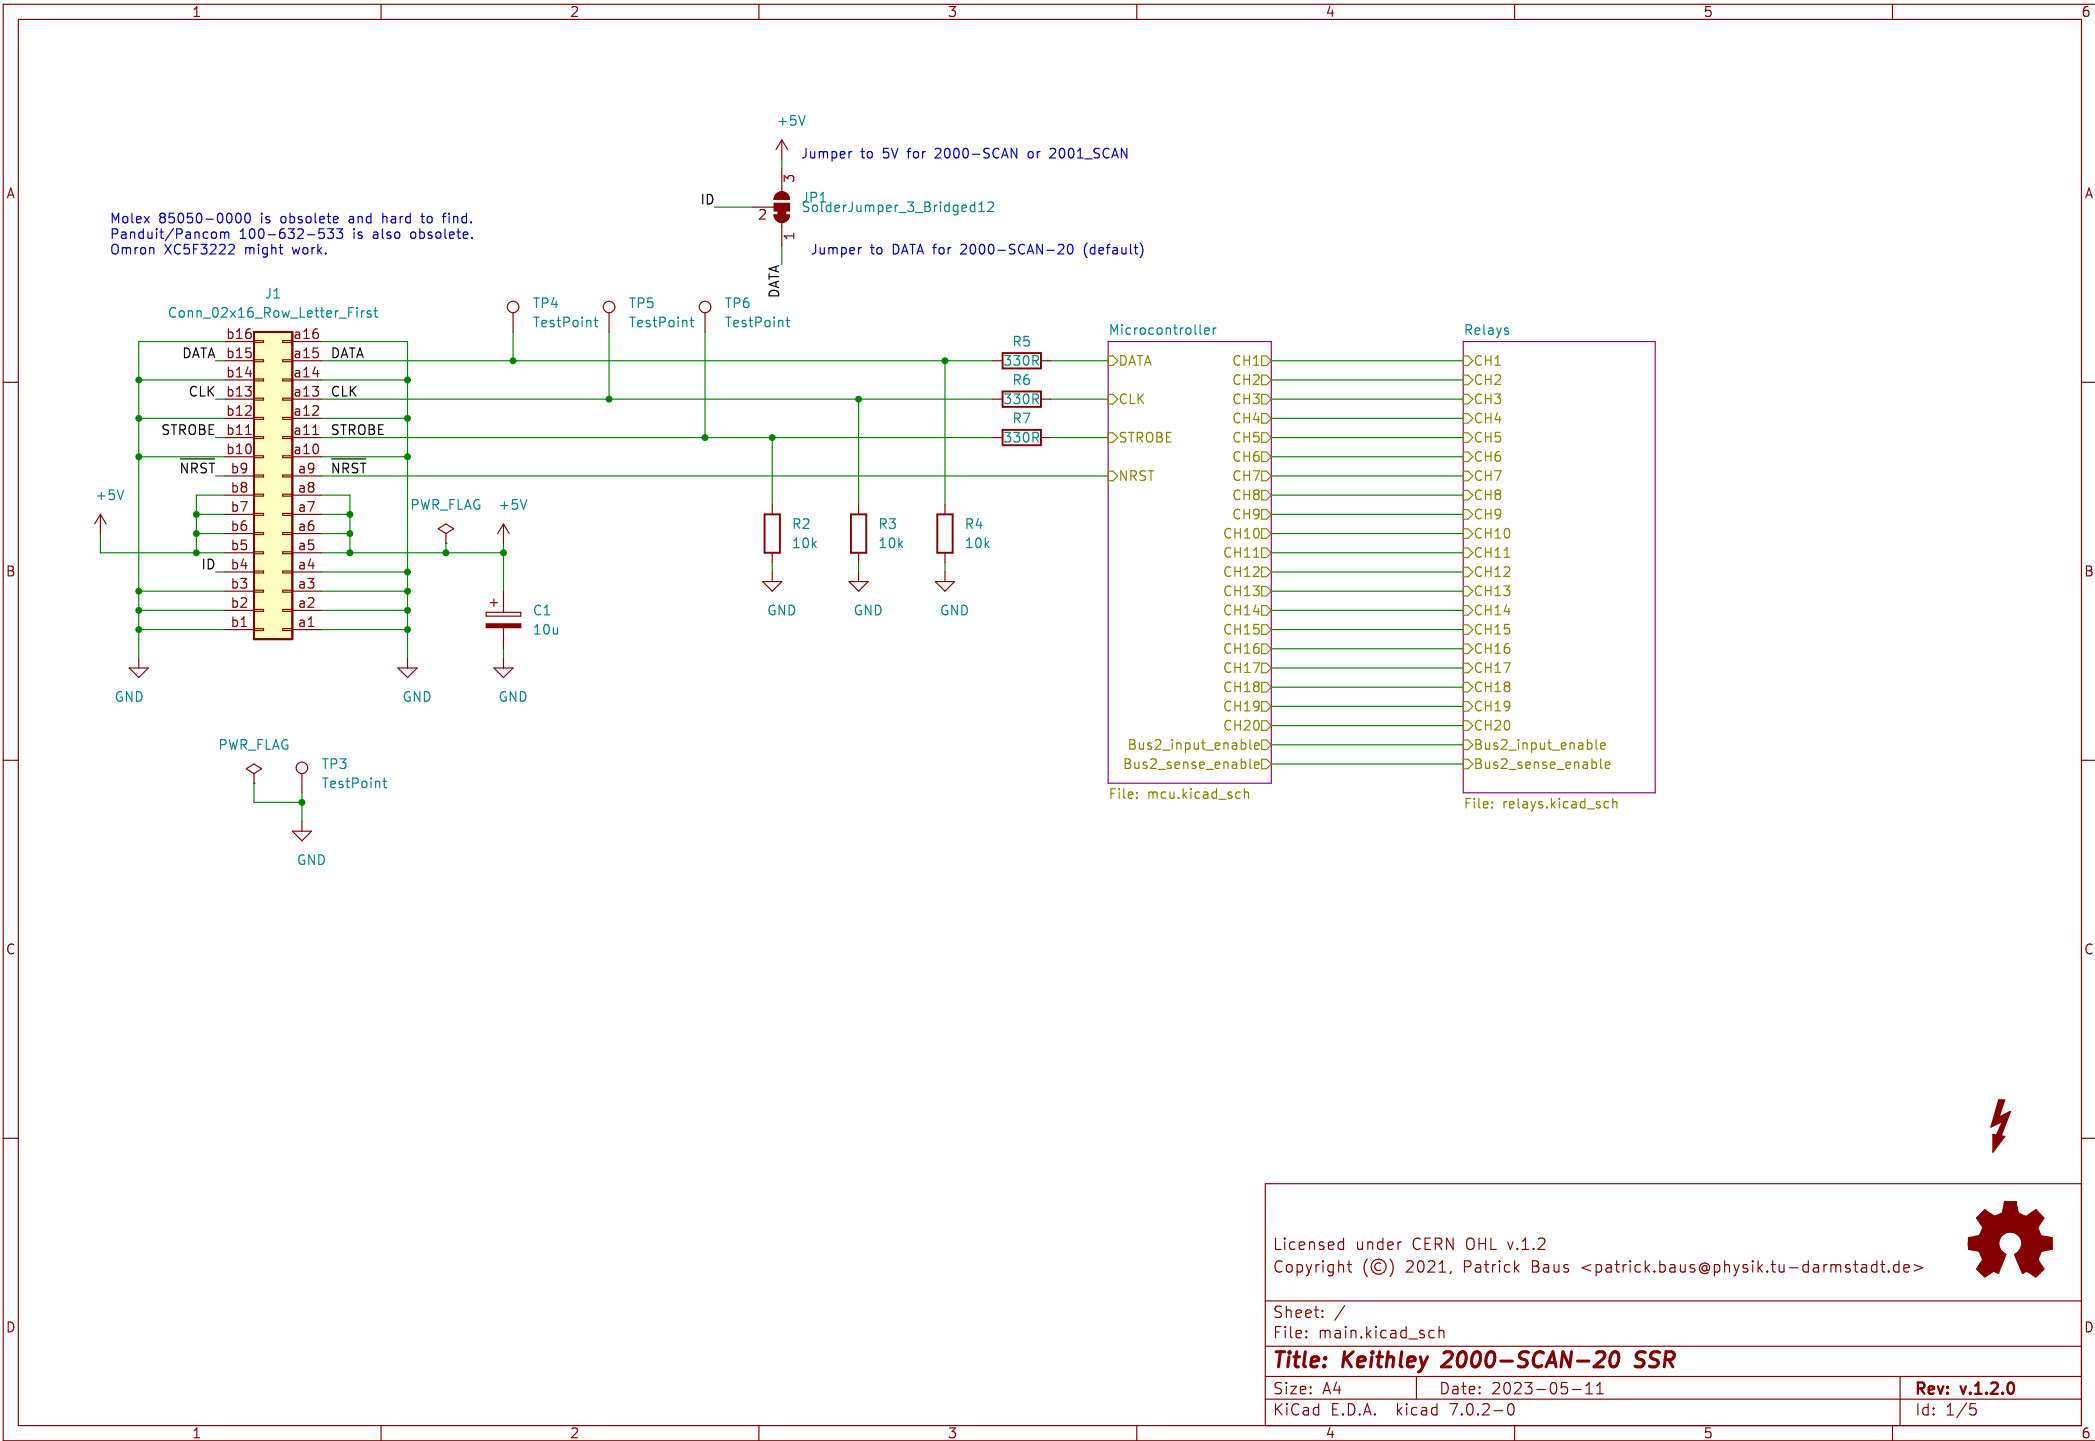 1 2 3 4 5 6
A
B
C
D
A
B
C
D
+5V
Jumper to 5V for 2000-SCAN or 2001_SCAN
3
JP1
SolderJumper_3_Bridged12
ID
2
1
Jumper to DATA for 2000-SCAN-20 (default)
DATA
Molex 85050-0000 is obsolete and hard to find.
Panduit/Pancom 100-632-533 is also obsolete.
Omron XC5F3222 might work.
J1
Conn_02x16_Row_Letter_First
b16 a16
DATA b15 a15 DATA
b14 a14
CLK b13 a13 CLK
b12 a12
STROBE b11 a11 STROBE
b10 a10
NRST b9 a9 NRST
b8 a8
b7 a7
b6 a6
b5 a5
ID b4 a4
b3 a3
b2 a2
b1 a1
+5V
GND
GND
PWR_FLAG
+5V
+
C1
10u
GND
TP4
TestPoint
TP5
TestPoint
TP6
TestPoint
R5
330R
R6
330R
R7
330R
R2
10k
GND
R3
10k
GND
R4
10k
GND
PWR_FLAG
TP3
TestPoint
GND
Microcontroller
DATA
CLK
STROBE
NRST
CH1
CH2
CH3
CH4
CH5
CH6
CH7
CH8
CH9
CH10
CH11
CH12
CH13
CH14
CH15
CH16
CH17
CH18
CH19
CH20
Bus2_input_enable
Bus2_sense_enable
File: mcu.kicad_sch
Relays
CH1
CH2
CH3
CH4
CH5
CH6
CH7
CH8
CH9
CH10
CH11
CH12
CH13
CH14
CH15
CH16
CH17
CH18
CH19
CH20
Bus2_input_enable
Bus2_sense_enable
File: relays.kicad_sch
Licensed under CERN OHL v.1.2
Copyright (©) 2021, Patrick Baus <patrick.baus@physik.tu-darmstadt.de>
Sheet: /
File: main.kicad_sch
Title: Keithley 2000-SCAN-20 SSR
Size: A4 Date: 2023-05-11 Rev: v.1.2.0
KiCad E.D.A. kicad 7.0.2-0 Id: 1/5
1 2 3 4 5 6